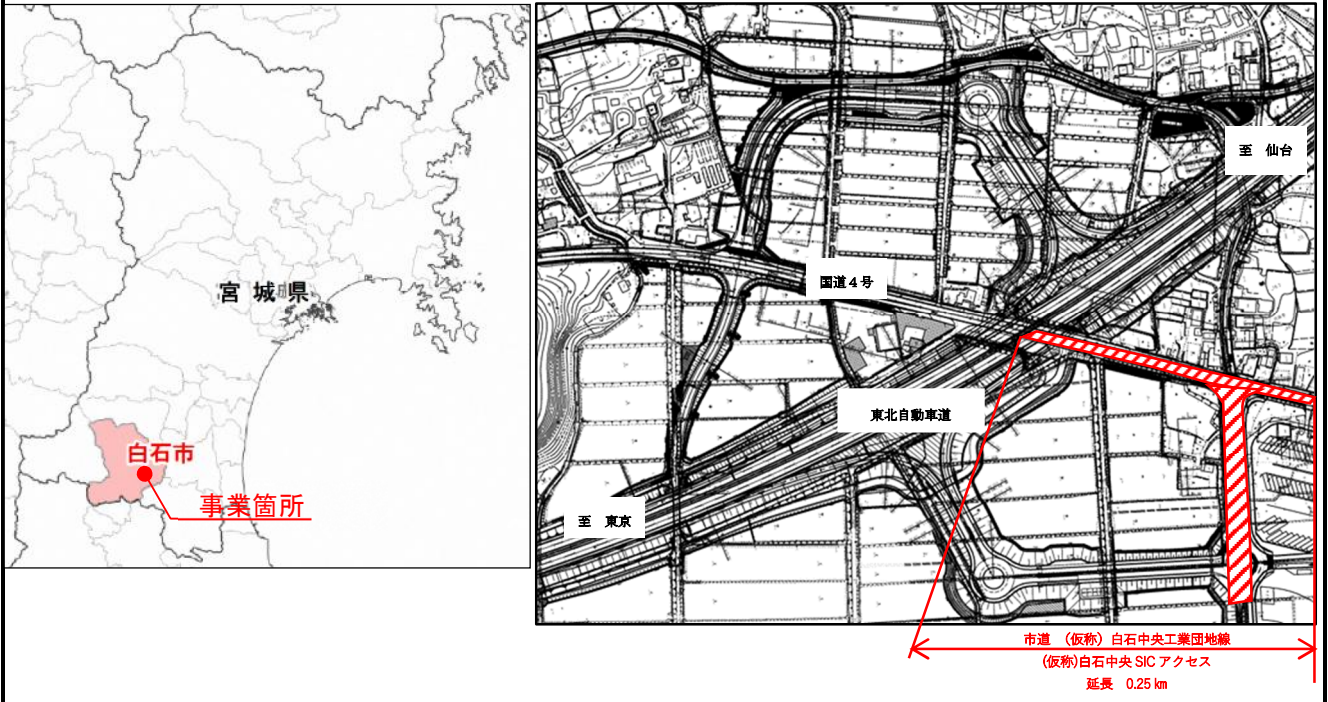 宮城県
白石市
事業箇所
至 仙台
国道4号
東北自動車道
至 東京
市道 (仮称) 白石中央工業団地線
(仮称)白石中央 SIC アクセス
延長 0.25 km